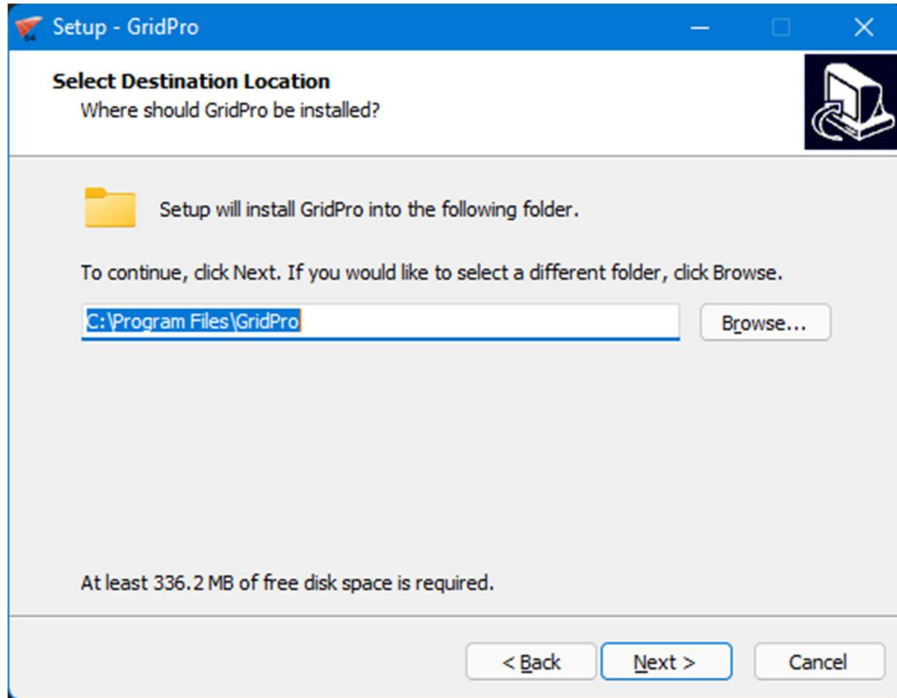 Setup - GridPro
Select Destination Location
Where should GridPro be installed?
Setup will install GridPro into the following folder.
To continue, click Next. If you would like to select a different folder, click Browse.
C:\Program Files\GridPro
Browse...
At least 336.2 MB of free disk space is required.
< Back
Next >
Cancel